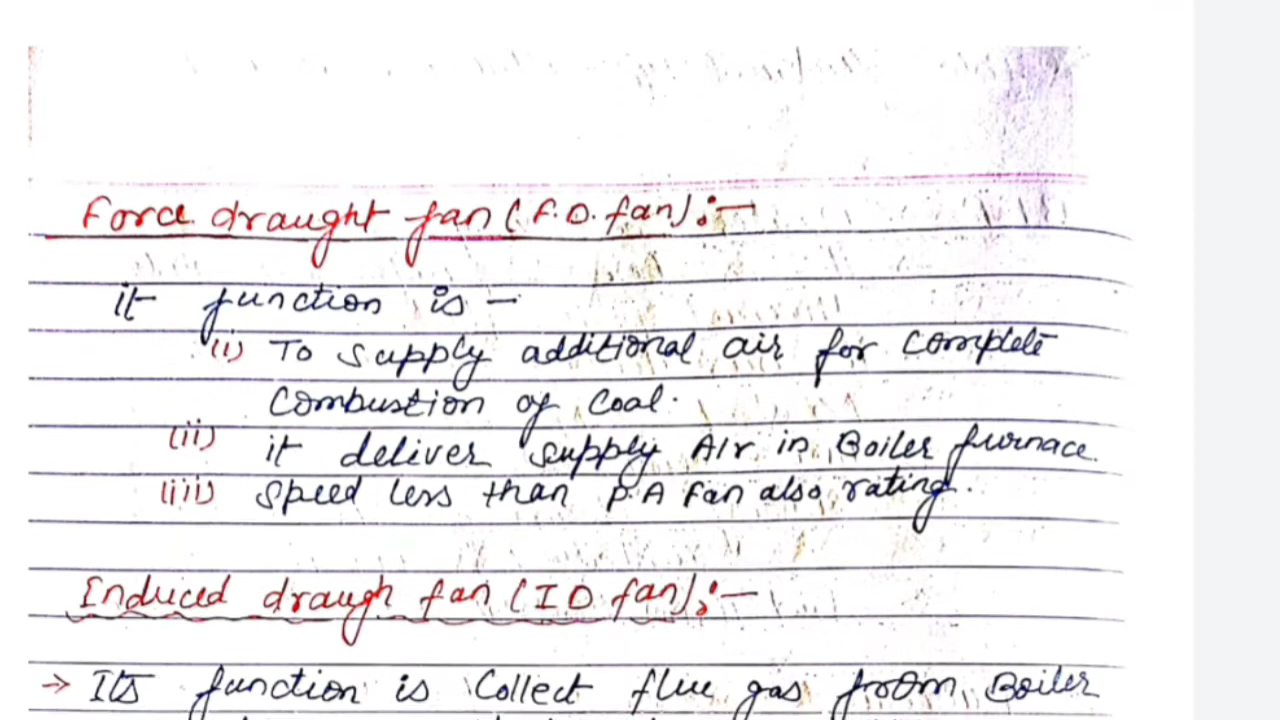 Force draught fan (F.D. fan):-
it function is -
(i) To supply additional air for complete
Combustion of Coal.
(ii) it deliver supply Air in Boiler furnace.
(iii) Speed less than P.A Fan also rating.
Induced draugh fan (ID fan):-
→ Its function is Collect flue gas from Boiler